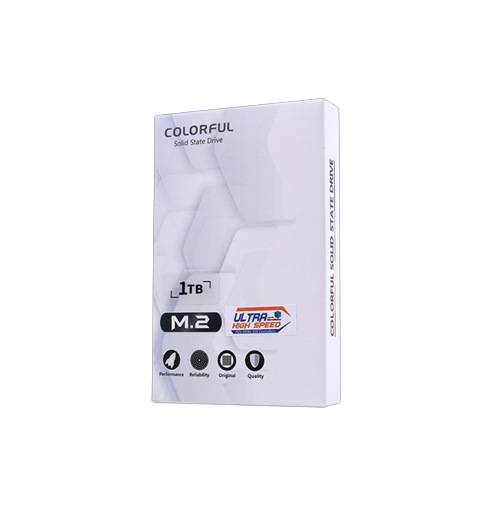 COLORFUL
Solid State Drive
1TB
M.2
ULTRA
HIGH SPEED
Performance
Reliability
Original
Quality
COLORFUL SOLID STATE DRIVE